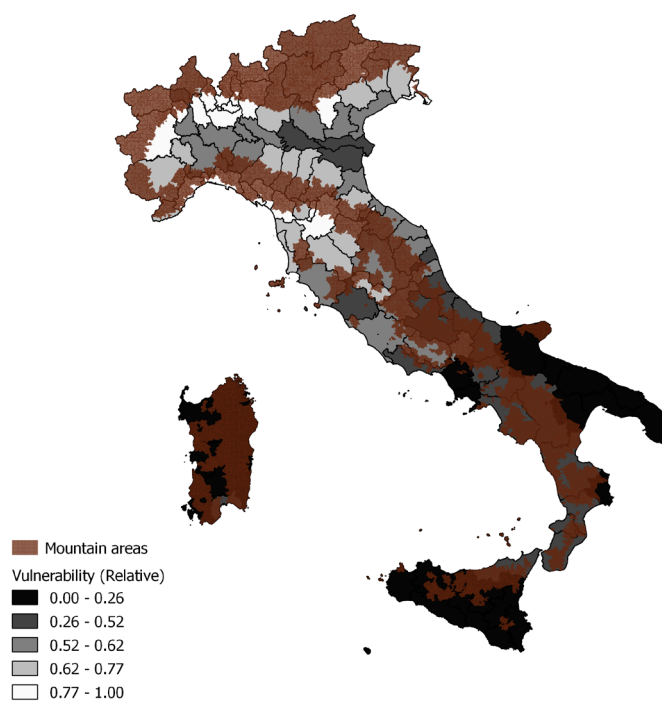 Mountain areas
Vulnerability (Relative)
0.00 - 0.26
0.26 - 0.52
0.52 - 0.62
0.62 - 0.77
0.77 - 1.00